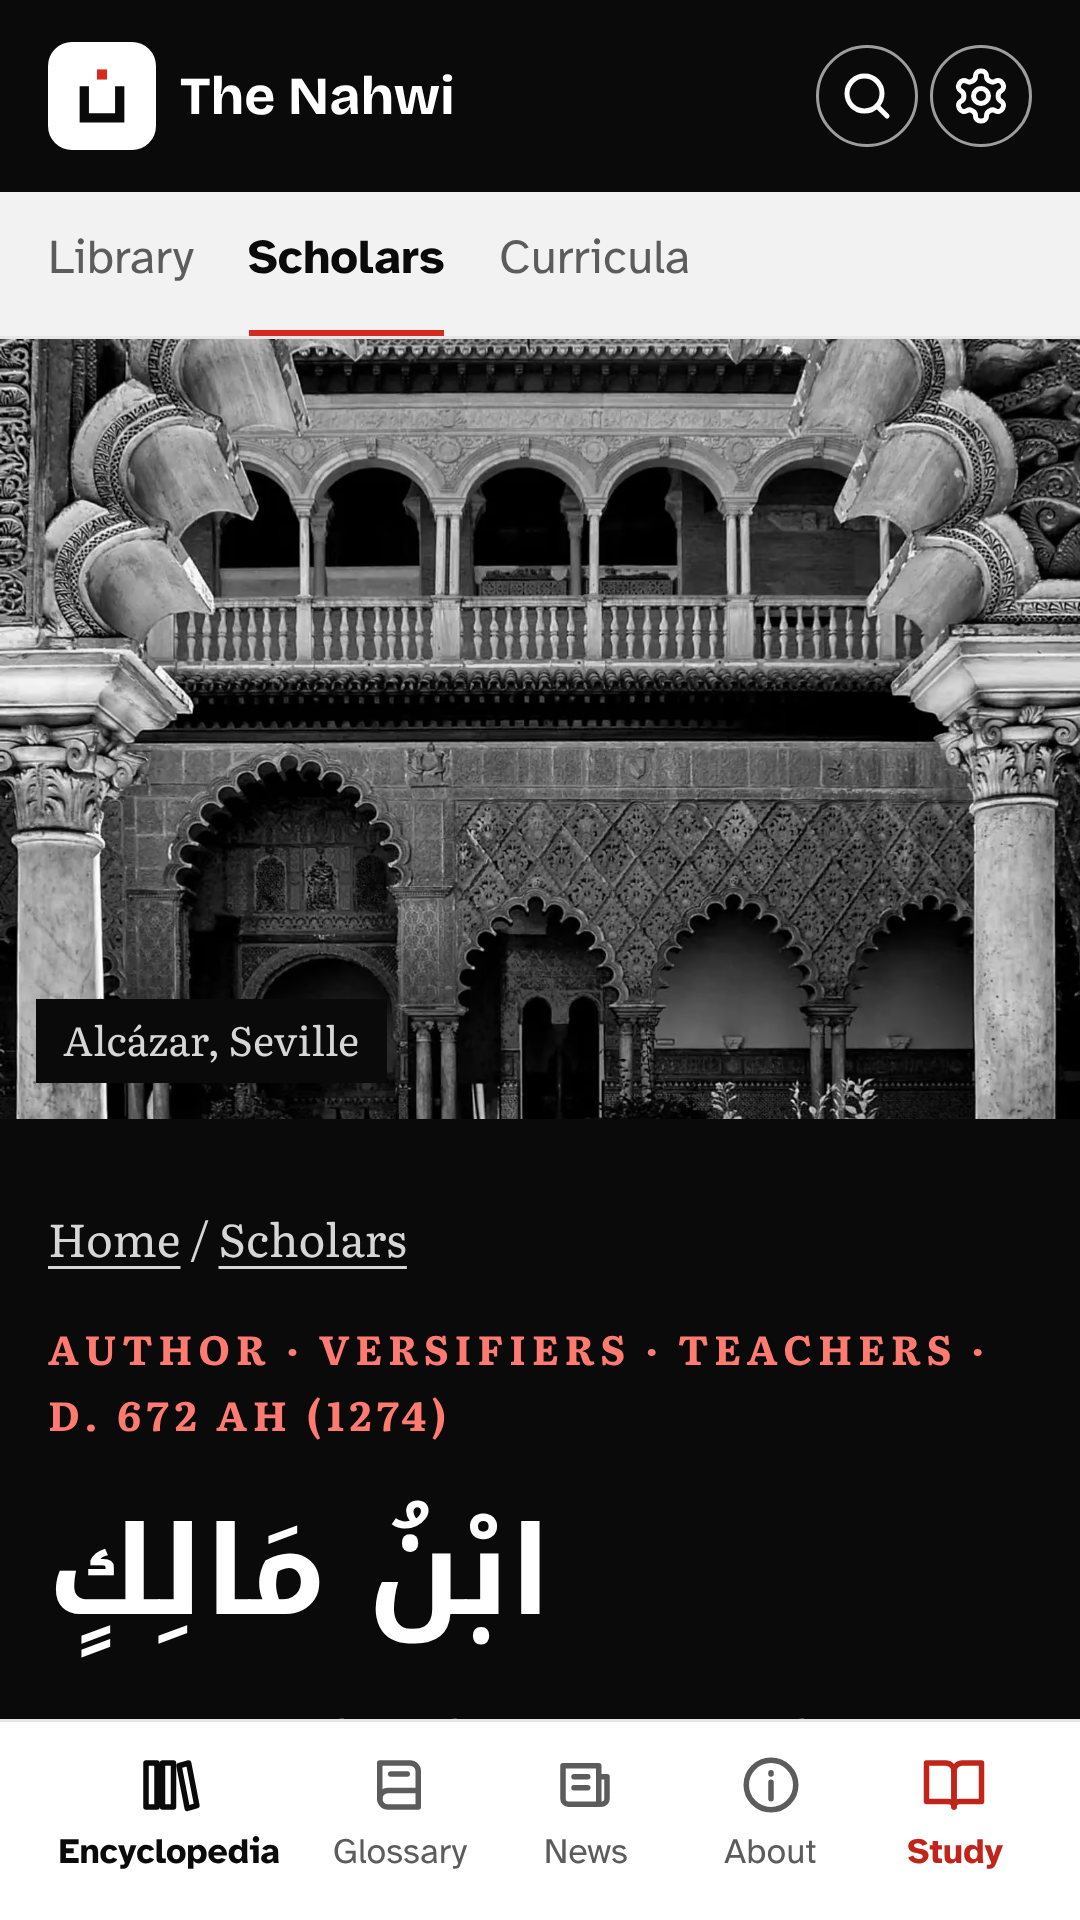 The Nahwi
Library Scholars Curricula
Alcázar, Seville
Home / Scholars
AUTHOR · VERSIFIERS · TEACHERS ·
D. 672 AH (1274)
ابْنُ مَالِكٍ
Encyclopedia Glossary News About Study